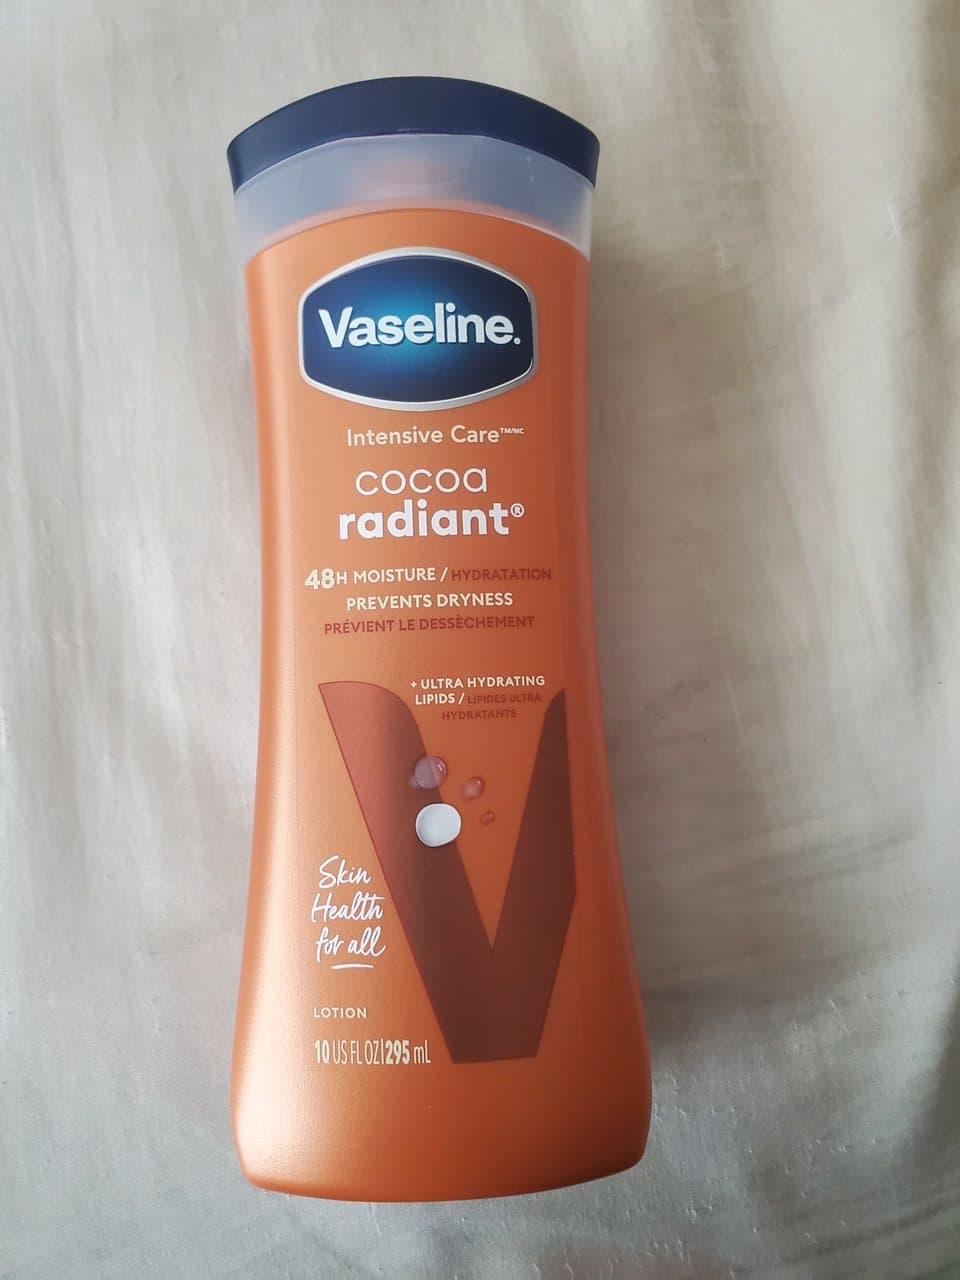 Vaseline.
Intensive Care™/MC
cocoa
radiant®
48H MOISTURE / HYDRATATION
PREVENTS DRYNESS
PRÉVIENT LE DESSÈCHEMENT
+ ULTRA HYDRATING
LIPIDS / LIPIDES ULTRA
HYDRATANTS
Skin
Health
for all
LOTION
10 US FL OZ|295 mL